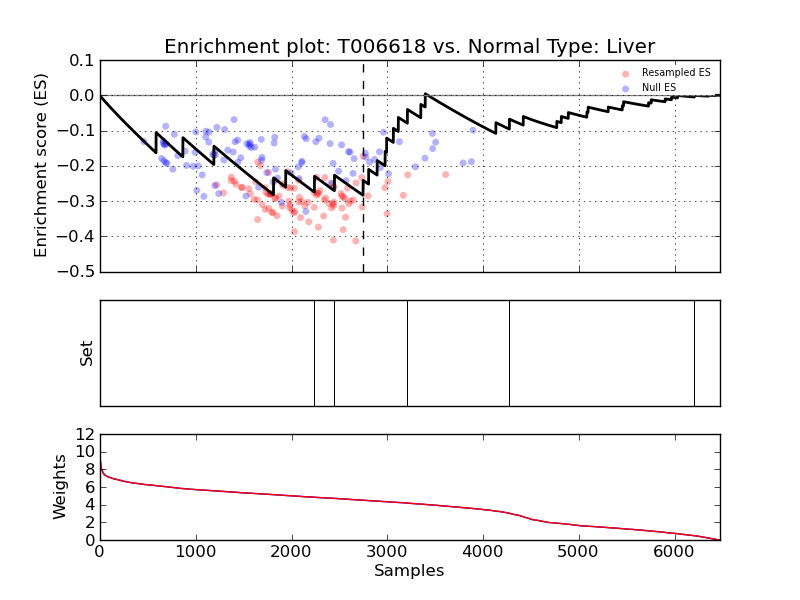 Enrichment plot: T006618 vs. Normal Type: Liver
Enrichment score (ES)
0.1
0.0
−0.1
−0.2
−0.3
−0.4
−0.5
Resampled ES
Null ES
Set
Weights
12
10
8
6
4
2
0
0 1000 2000 3000 4000 5000 6000
Samples